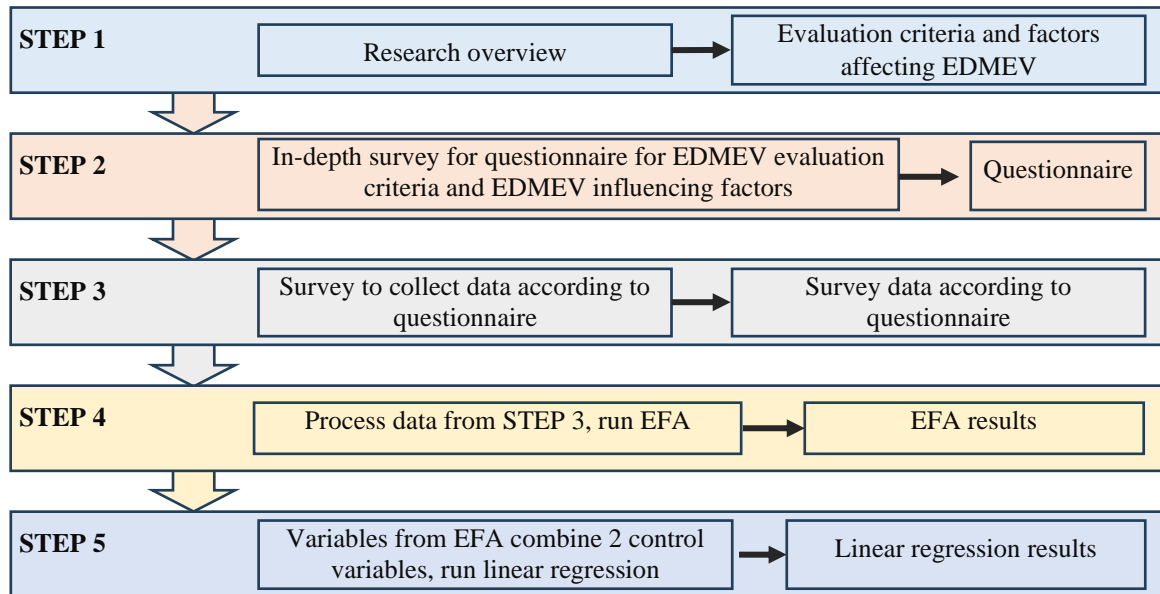 STEP 1
Research overview
Evaluation criteria and factors
affecting EDMEV
STEP 2
In-depth survey for questionnaire for EDMEV evaluation
criteria and EDMEV influencing factors
Questionnaire
STEP 3
Survey to collect data according to
questionnaire
Survey data according to
questionnaire
STEP 4
Process data from STEP 3, run EFA
EFA results
STEP 5
Variables from EFA combine 2 control
variables, run linear regression
Linear regression results